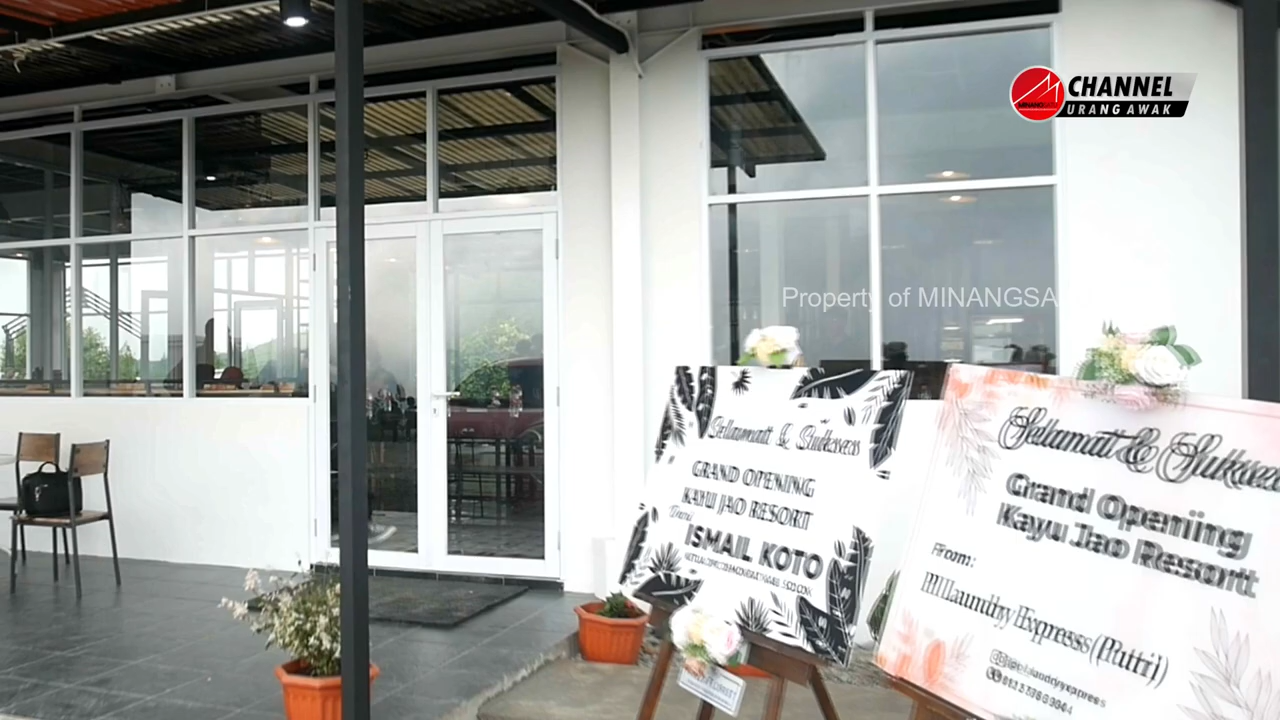 CHANNEL
URANG AWAK
Property of MINANGSA
Selamat & Sukses
GRAND OPENING
KAYU JAO RESORT
ISMAIL KOTO
Selamat & Sukses
Grand Opening
Kayu Jao Resort
From:
Laundry Express (Putri)